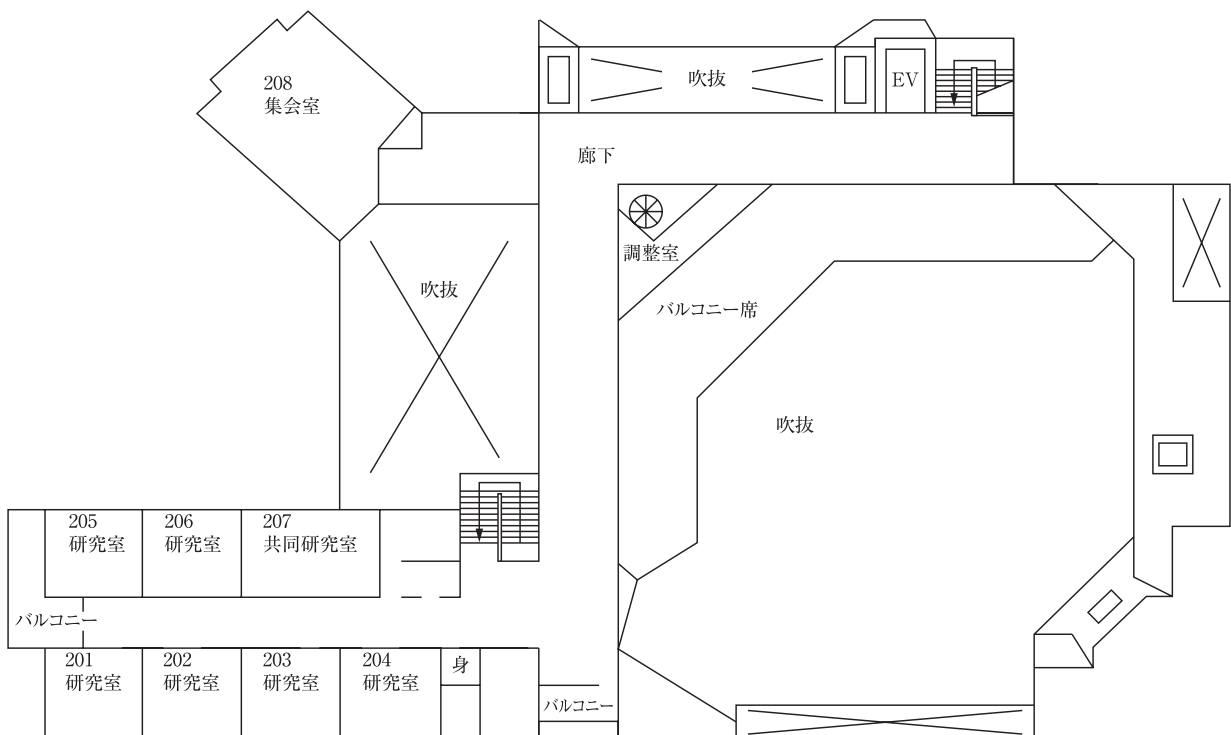 208
集会室
吹抜
EV
廊下
調整室
吹抜
バルコニー席
吹抜
205
研究室
206
研究室
207
共同研究室
バルコニー
201
研究室
202
研究室
203
研究室
204
研究室
身
バルコニー